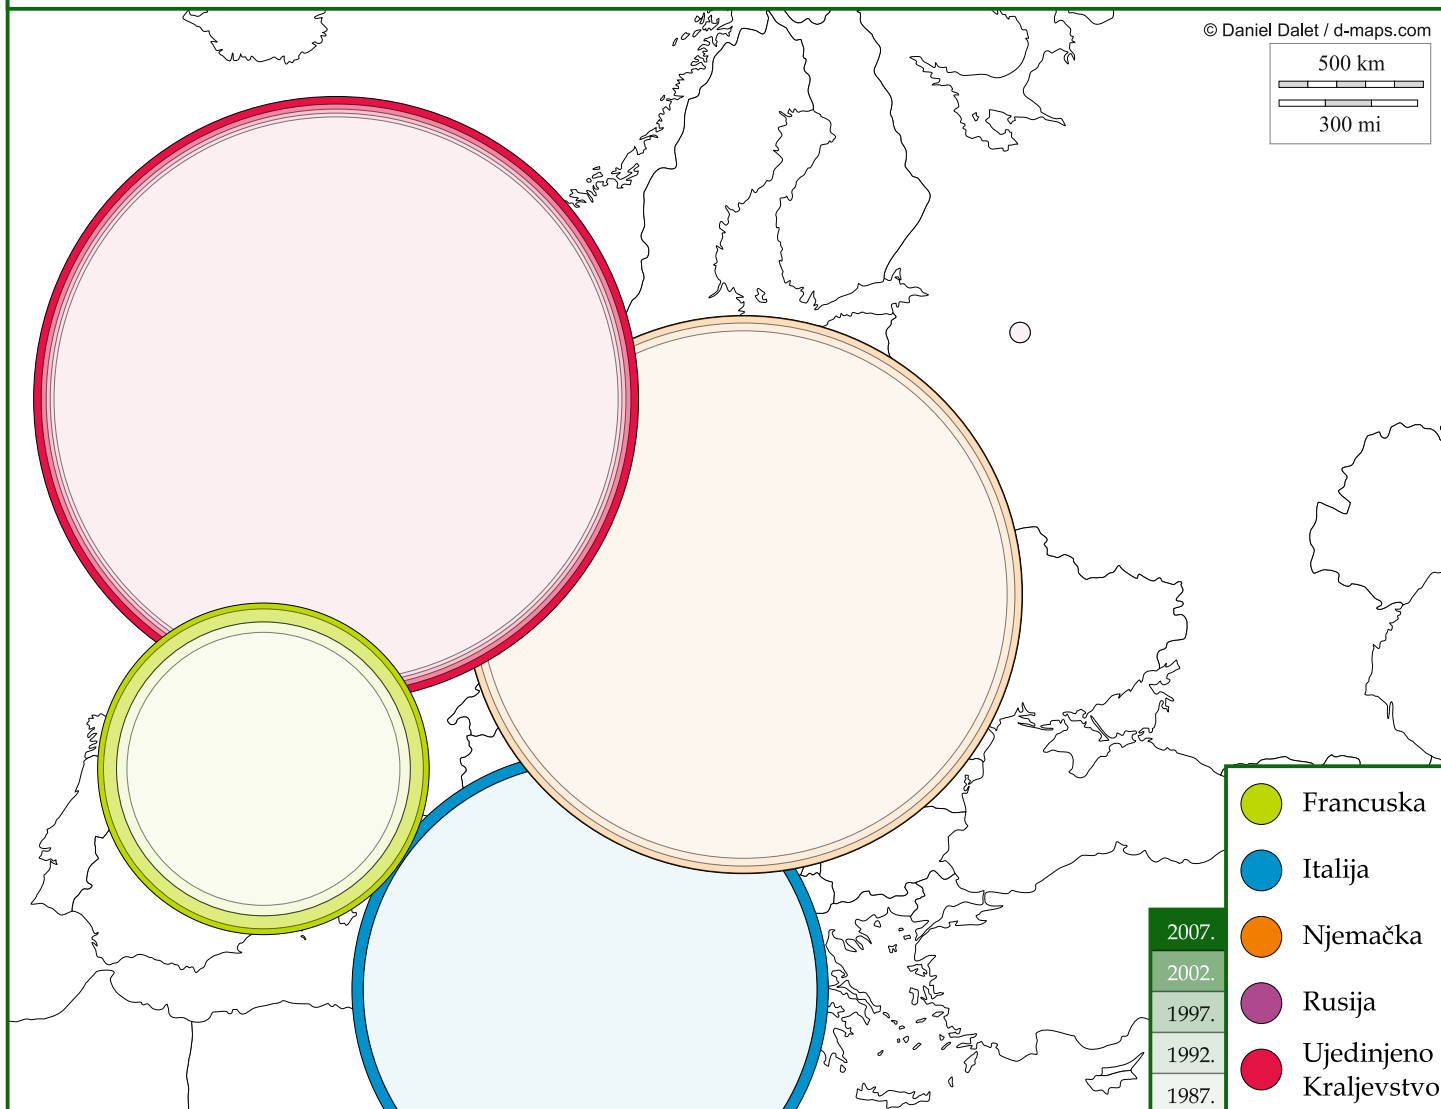 © Daniel Dalet / d-maps.com
500 km
300 mi
Francuska
Italija
Njemačka
Rusija
Ujedinjeno
Kraljevstvo
2007.
2002.
1997.
1992.
1987.